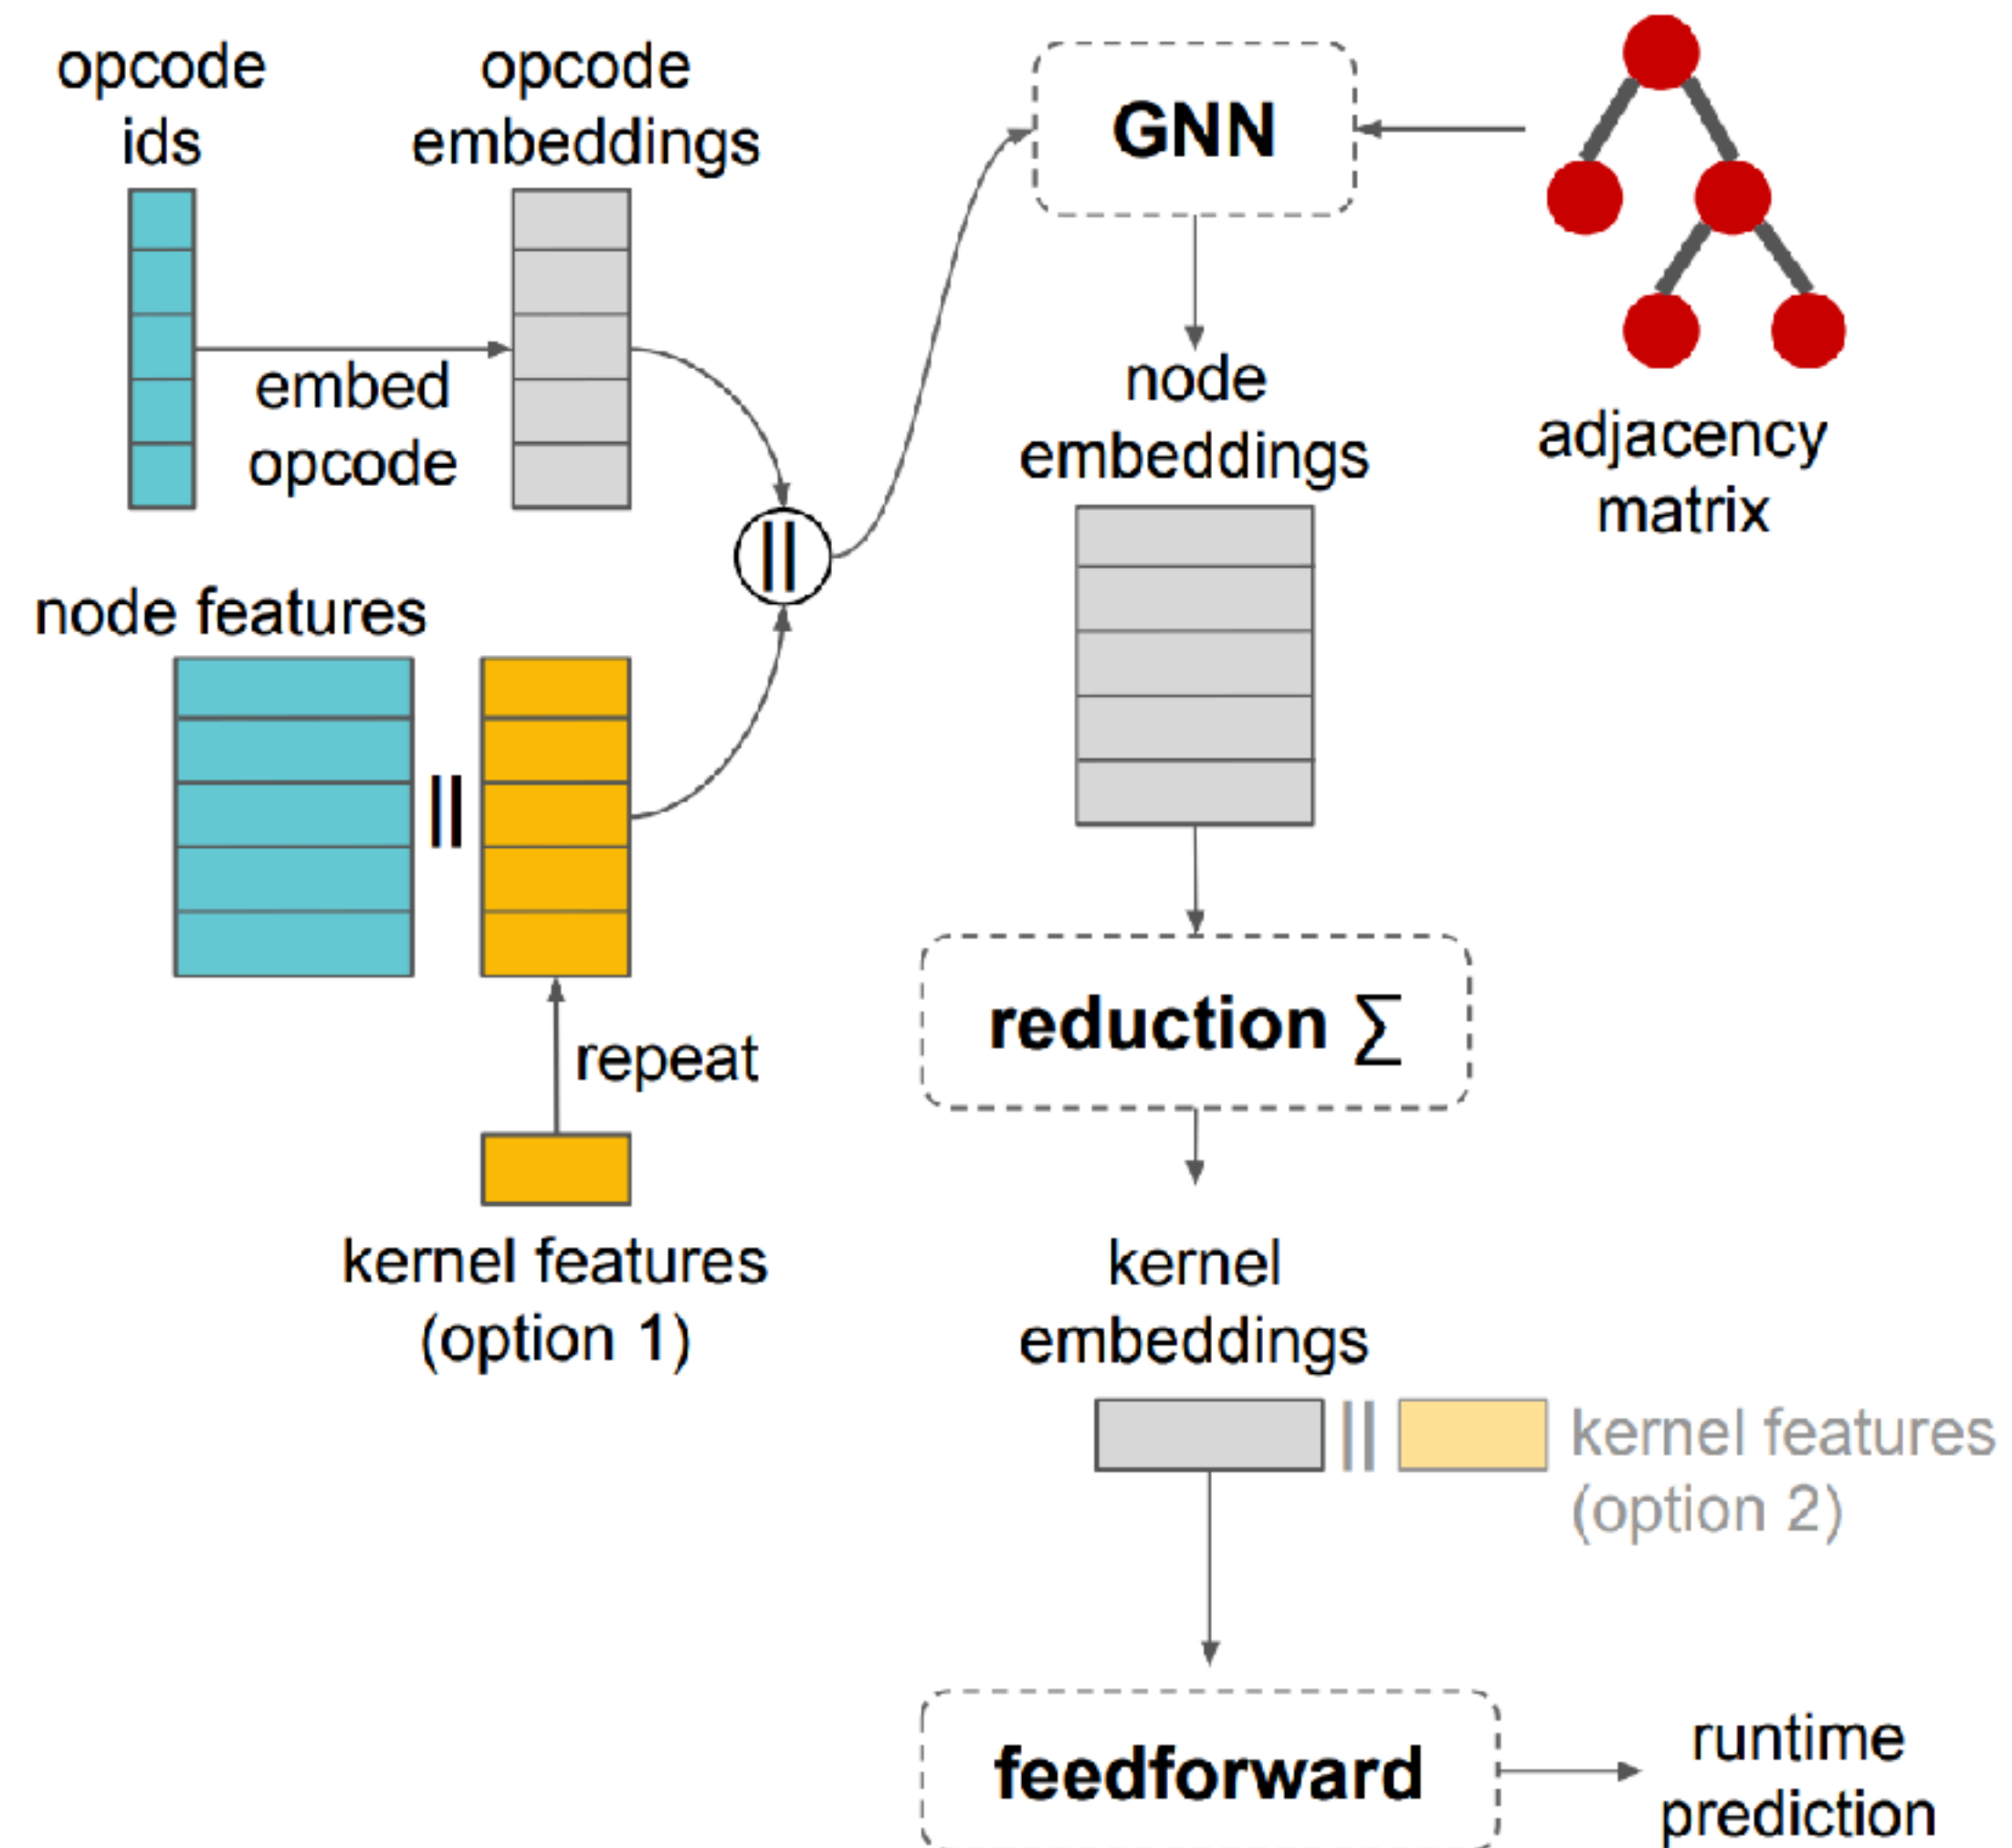 opcode
ids
opcode
embeddings
embed
opcode
||
node features
||
repeat
kernel features
(option 1)
GNN
adjacency
matrix
node
embeddings
reduction ∑
kernel
embeddings
||
kernel features
(option 2)
feedforward
runtime
prediction